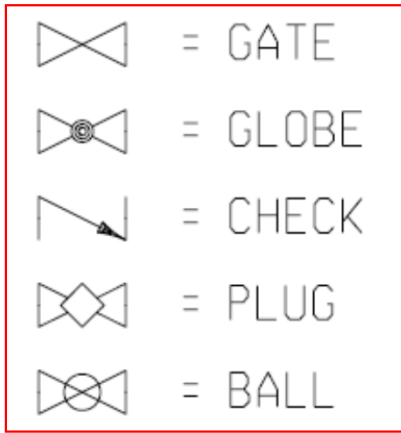 = GATE
= GLOBE
= CHECK
= PLUG
= BALL